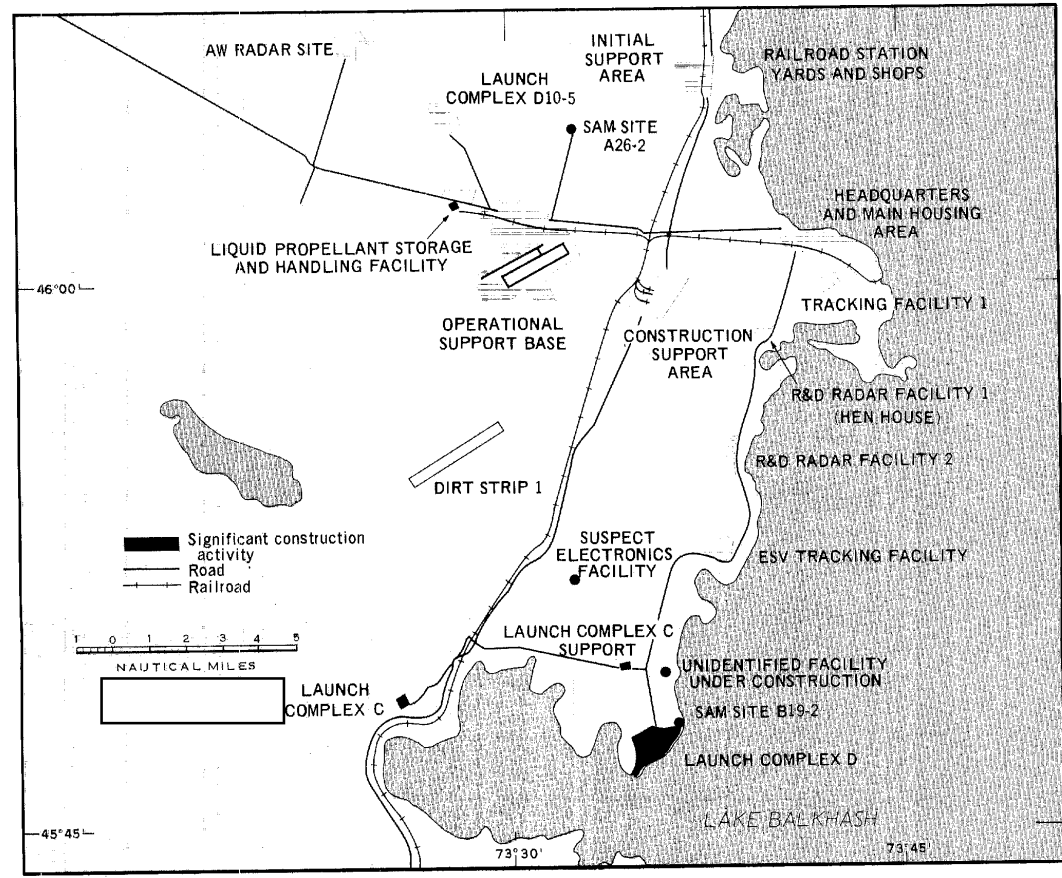 AW RADAR SITE
INITIAL
SUPPORT
AREA
RAILROAD STATION
YARDS AND SHOPS
LAUNCH
COMPLEX D10-5
SAM SITE
A26-2
HEADQUARTERS
AND MAIN HOUSING
AREA
LIQUID PROPELLANT STORAGE
AND HANDLING FACILITY
46°00'
OPERATIONAL
SUPPORT BASE
CONSTRUCTION
SUPPORT
AREA
TRACKING FACILITY 1
R&D RADAR FACILITY 1
(HEN HOUSE)
R&D RADAR FACILITY 2
DIRT STRIP 1
Significant construction
activity
Road
Railroad
SUSPECT
ELECTRONICS
FACILITY
ESV TRACKING FACILITY
1 0 1 2 3 4 5
NAUTICAL MILES
LAUNCH COMPLEX C
SUPPORT
UNIDENTIFIED FACILITY
UNDER CONSTRUCTION
LAUNCH
COMPLEX C
SAM SITE B19-2
LAUNCH COMPLEX D
LAKE BALKHASH
45°45'
73°30'
73°45'